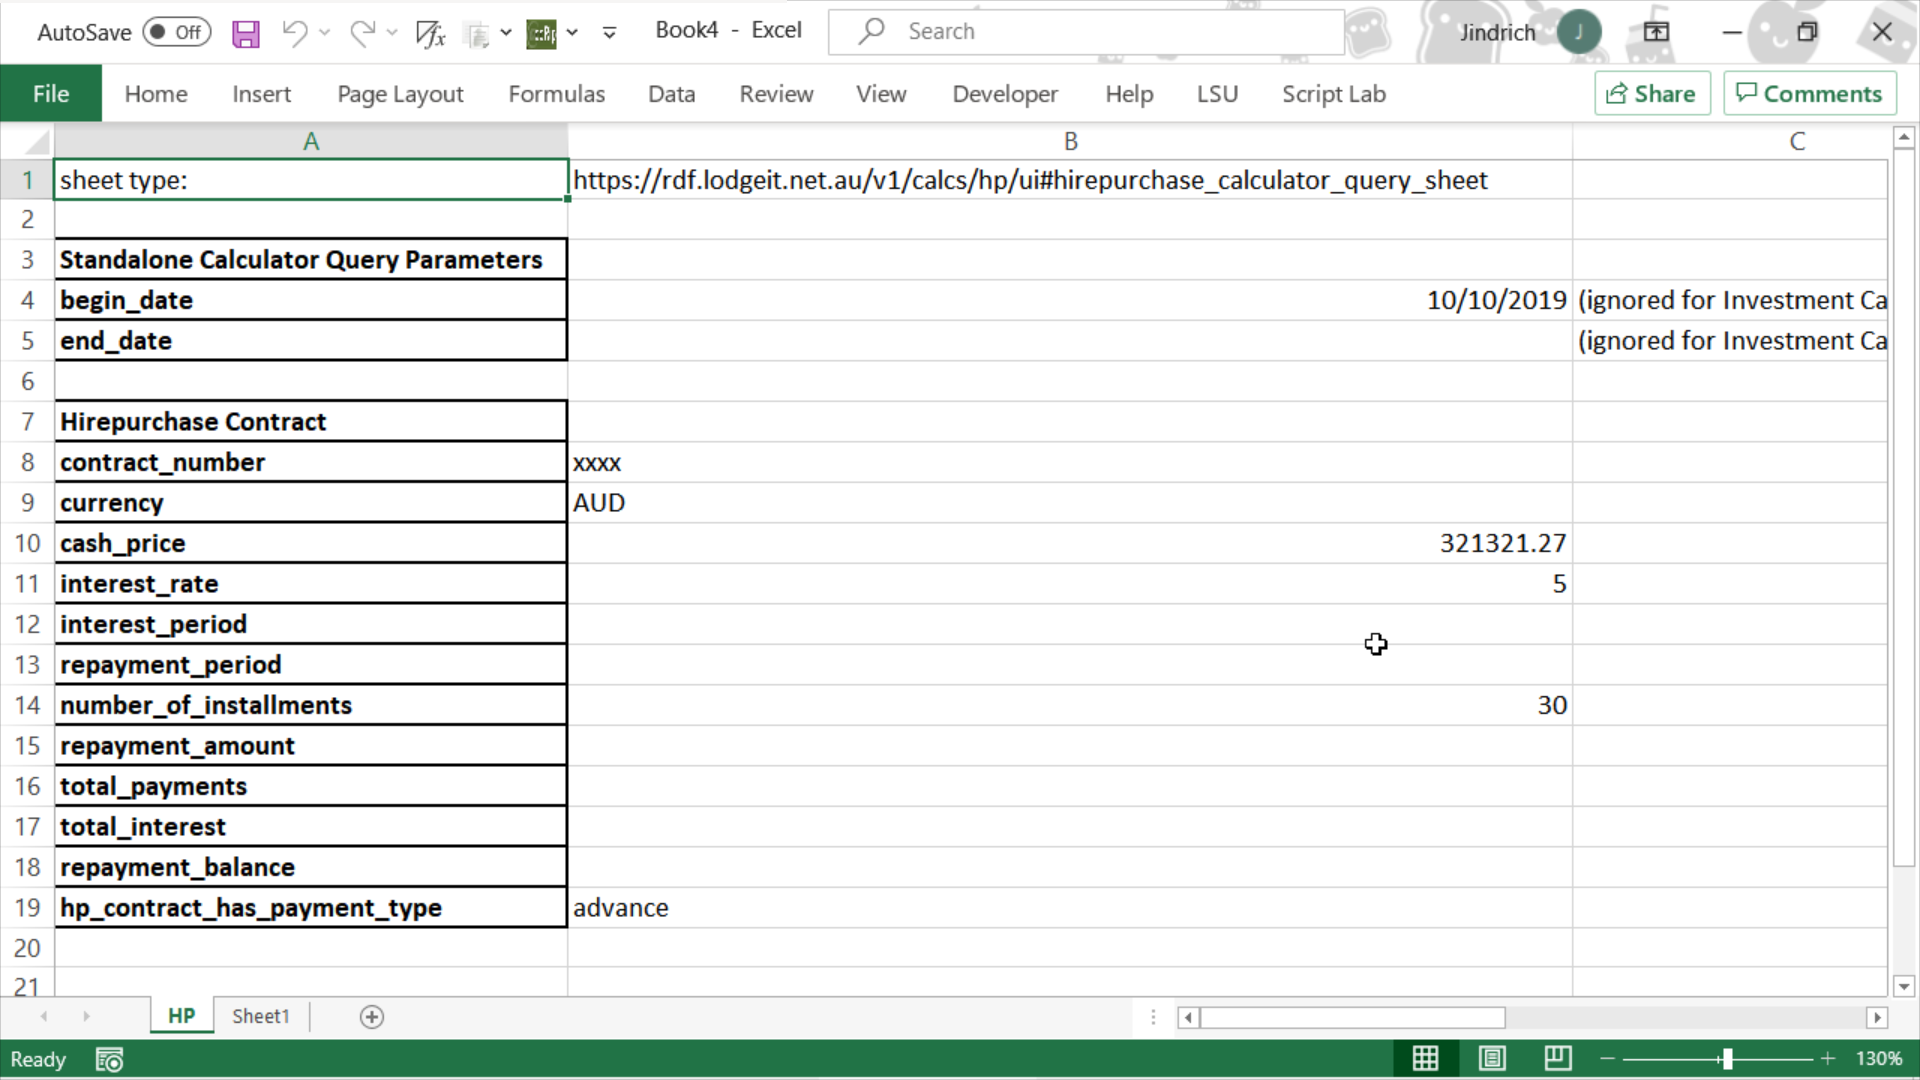 AutoSave Off Book4 - Excel Search Jindrich J
File Home Insert Page Layout Formulas Data Review View Developer Help LSU Script Lab Share Comments
A B C
1 sheet type: https://rdf.lodgeit.net.au/v1/calcs/hp/ui#hirepurchase_calculator_query_sheet
2
3 Standalone Calculator Query Parameters
4 begin_date 10/10/2019 (ignored for Investment Ca
5 end_date (ignored for Investment Ca
6
7 Hirepurchase Contract
8 contract_number xxxx
9 currency AUD
10 cash_price 321321.27
11 interest_rate 5
12 interest_period
13 repayment_period
14 number_of_installments 30
15 repayment_amount
16 total_payments
17 total_interest
18 repayment_balance
19 hp_contract_has_payment_type advance
20
21
HP Sheet1
Ready 130%